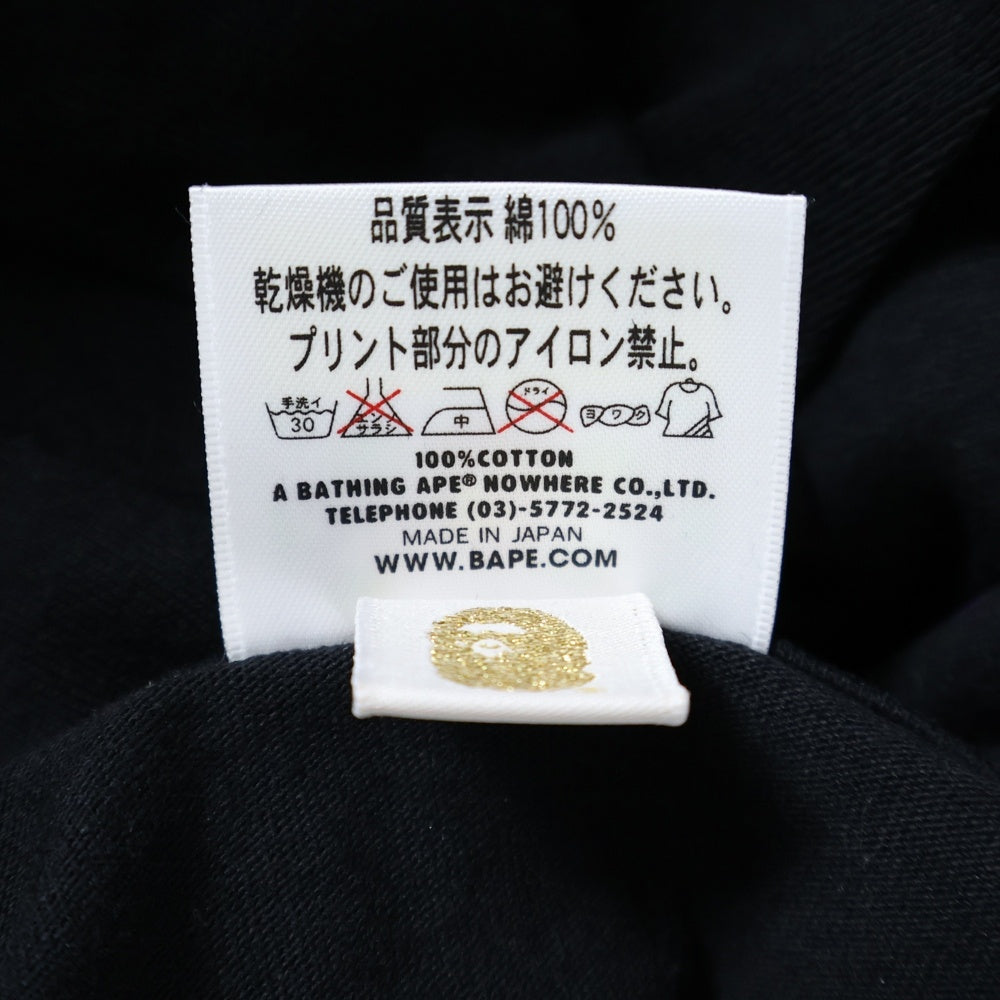 品質表示 綿100%
乾燥機のご使用はお避けください。
プリント部分のアイロン禁止。
手洗イ
30
エンソ
サラシ
中
ドライ
ヨワク
100%COTTON
A BATHING APE® NOWHERE CO.,LTD.
TELEPHONE (03)-5772-2524
MADE IN JAPAN
WWW.BAPE.COM